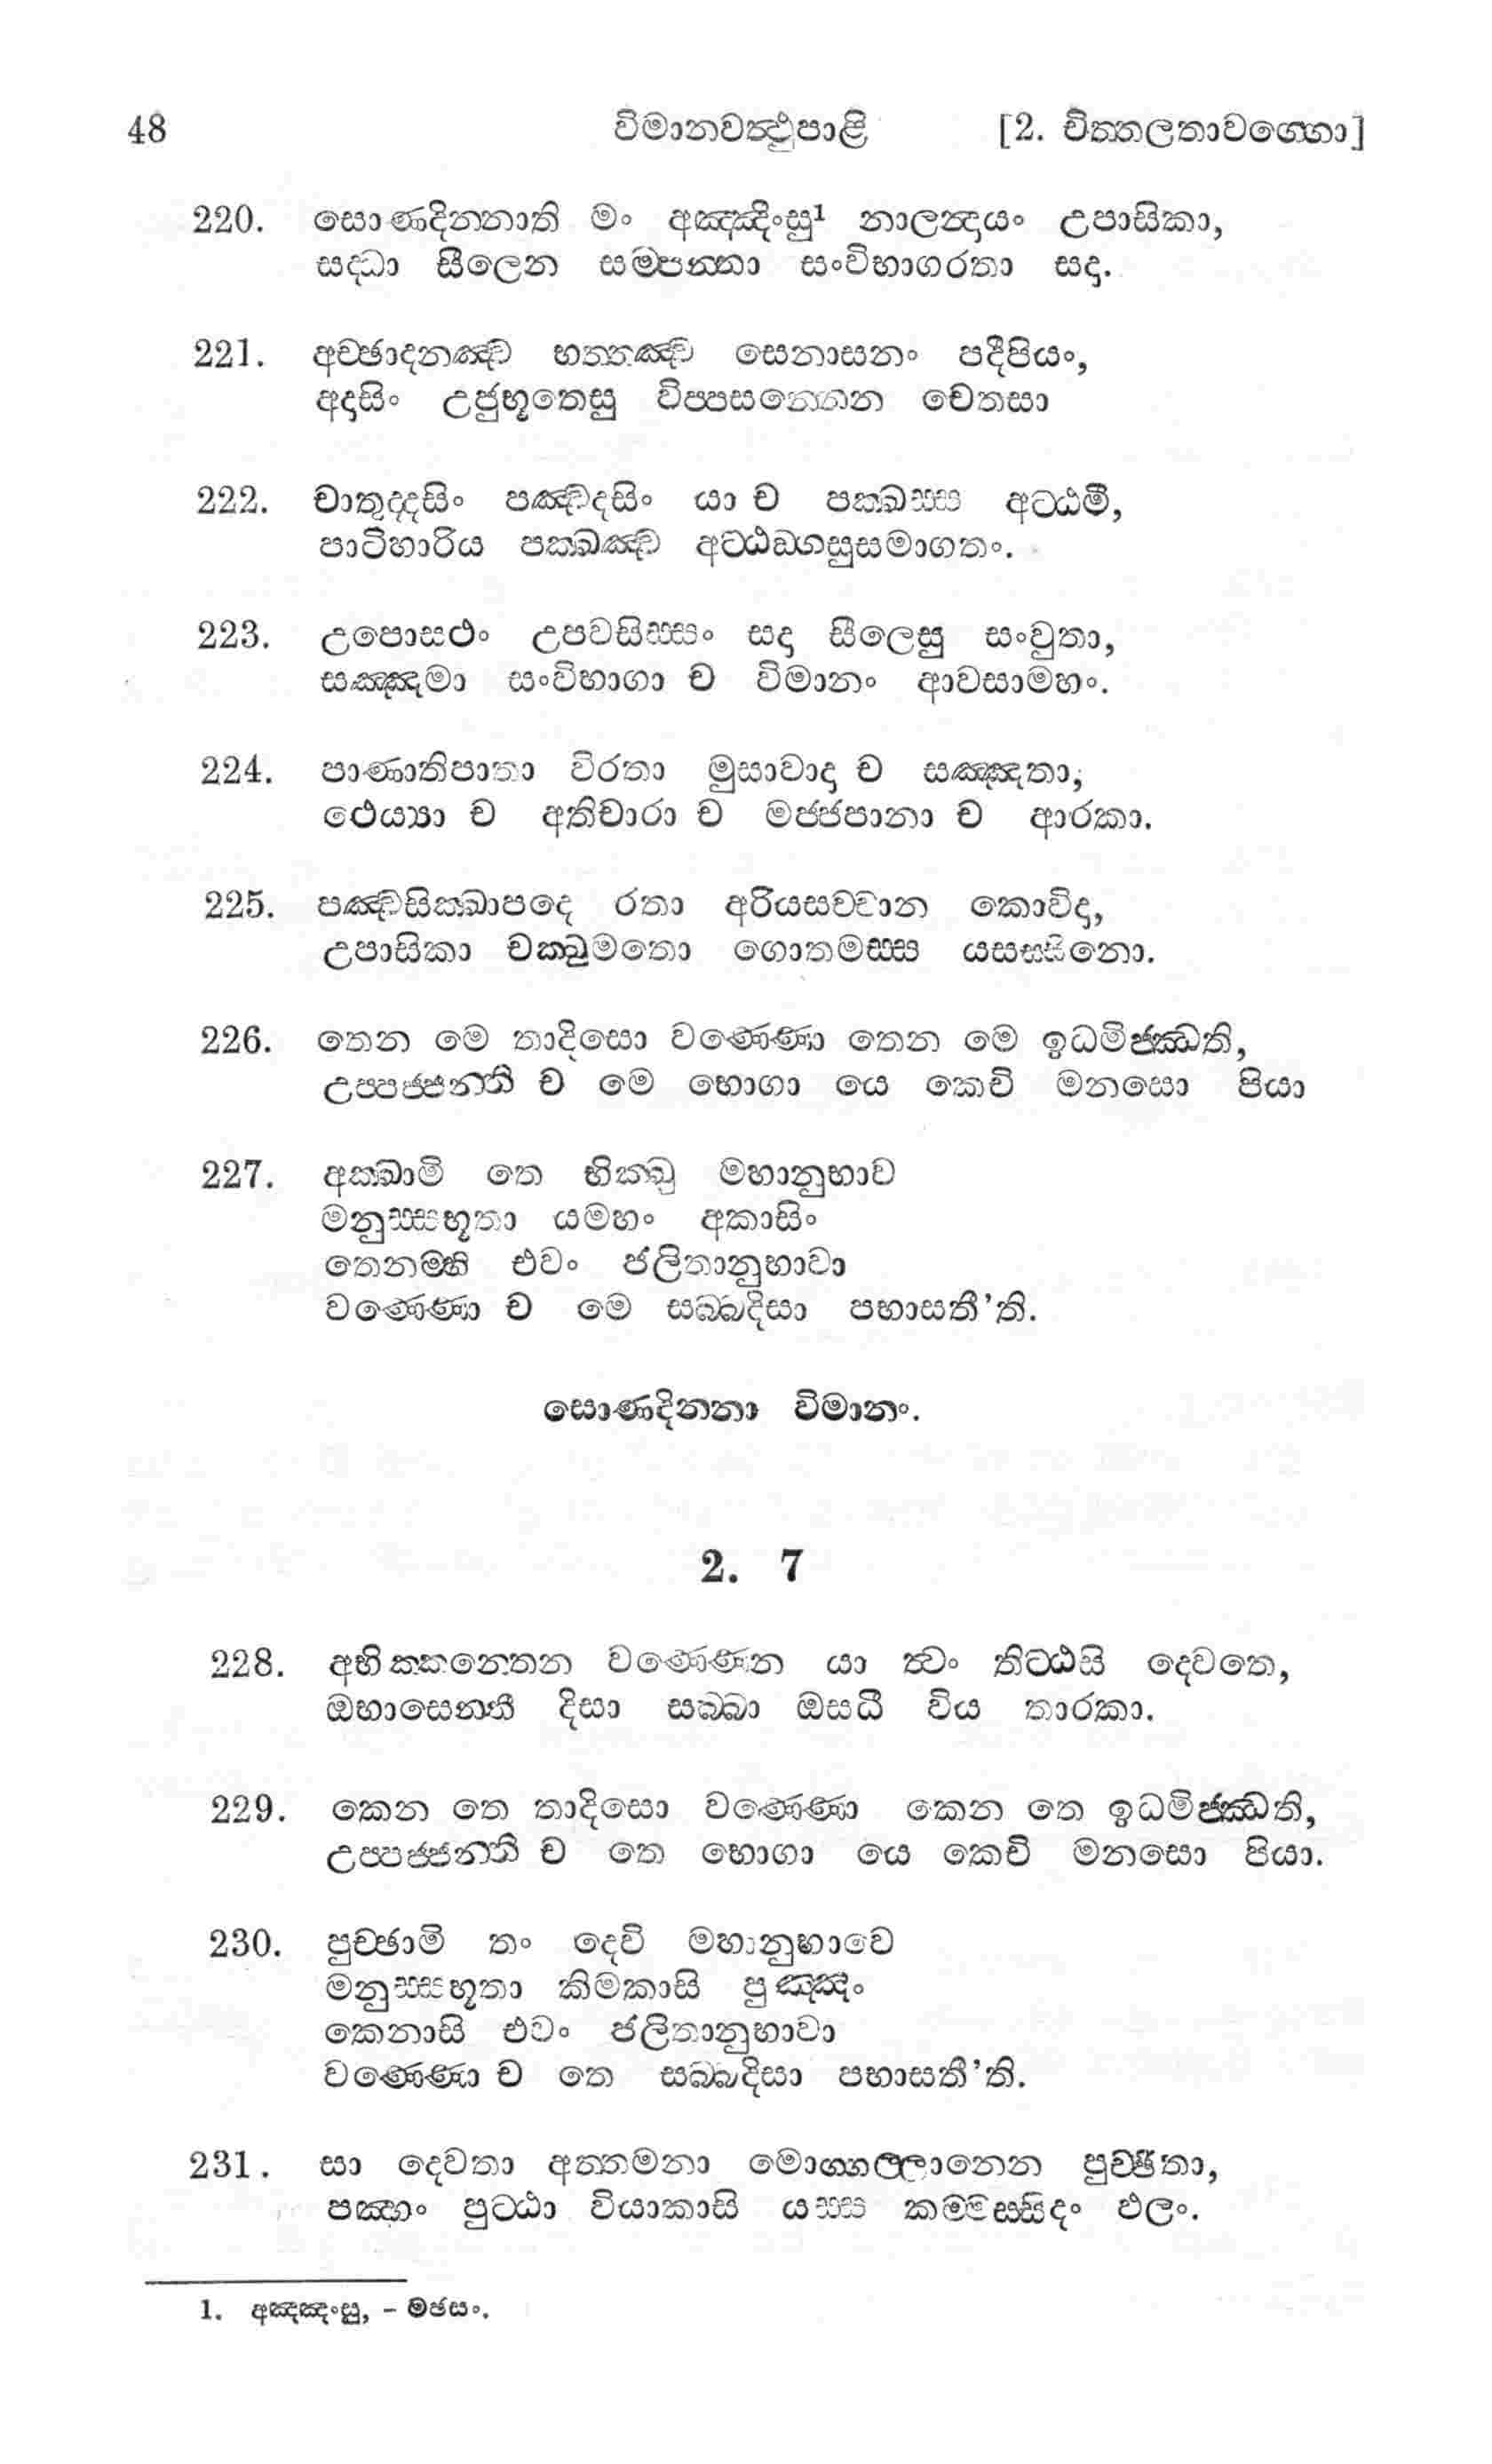 48 විමානවත්‍ථුපාළි [2. චිත්තලතාවග්ගො]
220. සොණදින්නාති මං අඤ්ඤිංසු1 නාලන්‍දායං උපාසිකා,
සද්ධා සීලෙන සම්පන්නා සංවිභාගරතා සදා.
221. අච්ඡාදනඤ්ච භත්තඤ්ච සෙනාසනං පදීපියං,
අදාසිං උජුභූතෙසු විප්පසන්නෙන චෙතසා
222. චාතුද්දසිං පඤ්චදසිං යා ච පක්ඛස්ස අට්ඨමී,
පාටිහාරිය පක්ඛඤ්ච අට්ඨඞ්ගසුසමාගතං.
223. උපොසථං උපවසිස්සං සදා සීලෙසු සංවුතා,
සඤ්ඤමා සංවිභාගා ච විමානං ආවසාමහං.
224. පාණාතිපාතා විරතා මුසාවාදා ච සඤ්ඤතා,
ථෙය්‍යා ච අතිචාරා ච මජ්ජපානා ච ආරකා.
225. පඤ්චසික්ඛාපදෙ රතා අරියසච්චාන කොවිදා,
උපාසිකා චක්ඛුමතො ගොතමස්ස යසස්සිනො.
226. තෙන මෙ තාදිසො වණ්ණො තෙන මෙ ඉධමිජ්ඣති,
උප්පජ්ජන්ති ච මෙ භොගා යෙ කෙචි මනසො පියා
227. අක්ඛාමි තෙ භික්ඛු මහානුභාව
මනුස්සභූතා යමහං අකාසිං
තෙනම්හි එවං ජලිතානුභාවා
වණ්ණො ච මෙ සබ්බදිසා පභාසතී’ති.
සොණදින්නා විමානං.
2. 7
228. අභික්කන්තෙන වණ්ණෙන යා ත්‍වං තිට්ඨසි දෙවතෙ,
ඔභාසෙන්තී දිසා සබ්බා ඔසධී විය තාරකා.
229. කෙන තෙ තාදිසො වණ්ණො කෙන තෙ ඉධමිජ්ඣති,
උප්පජ්ජන්ති ච තෙ භොගා යෙ කෙචි මනසො පියා.
230. පුච්ඡාමි තං දෙවි මහානුභාවෙ
මනුස්සභූතා කිමකාසි පුඤ්ඤං
කෙනාසි එවං ජලිතානුභාවා
වණ්ණො ච තෙ සබ්බදිසා පභාසතී’ති.
231. සා දෙවතා අත්තමනා මොග්ගල්ලානෙන පුච්ඡිතා,
පඤ්හං පුට්ඨා වියාකාසි යස්ස කම්මස්සිදං ඵලං.
1. අඤ්ඤංසු, - මඡසං.